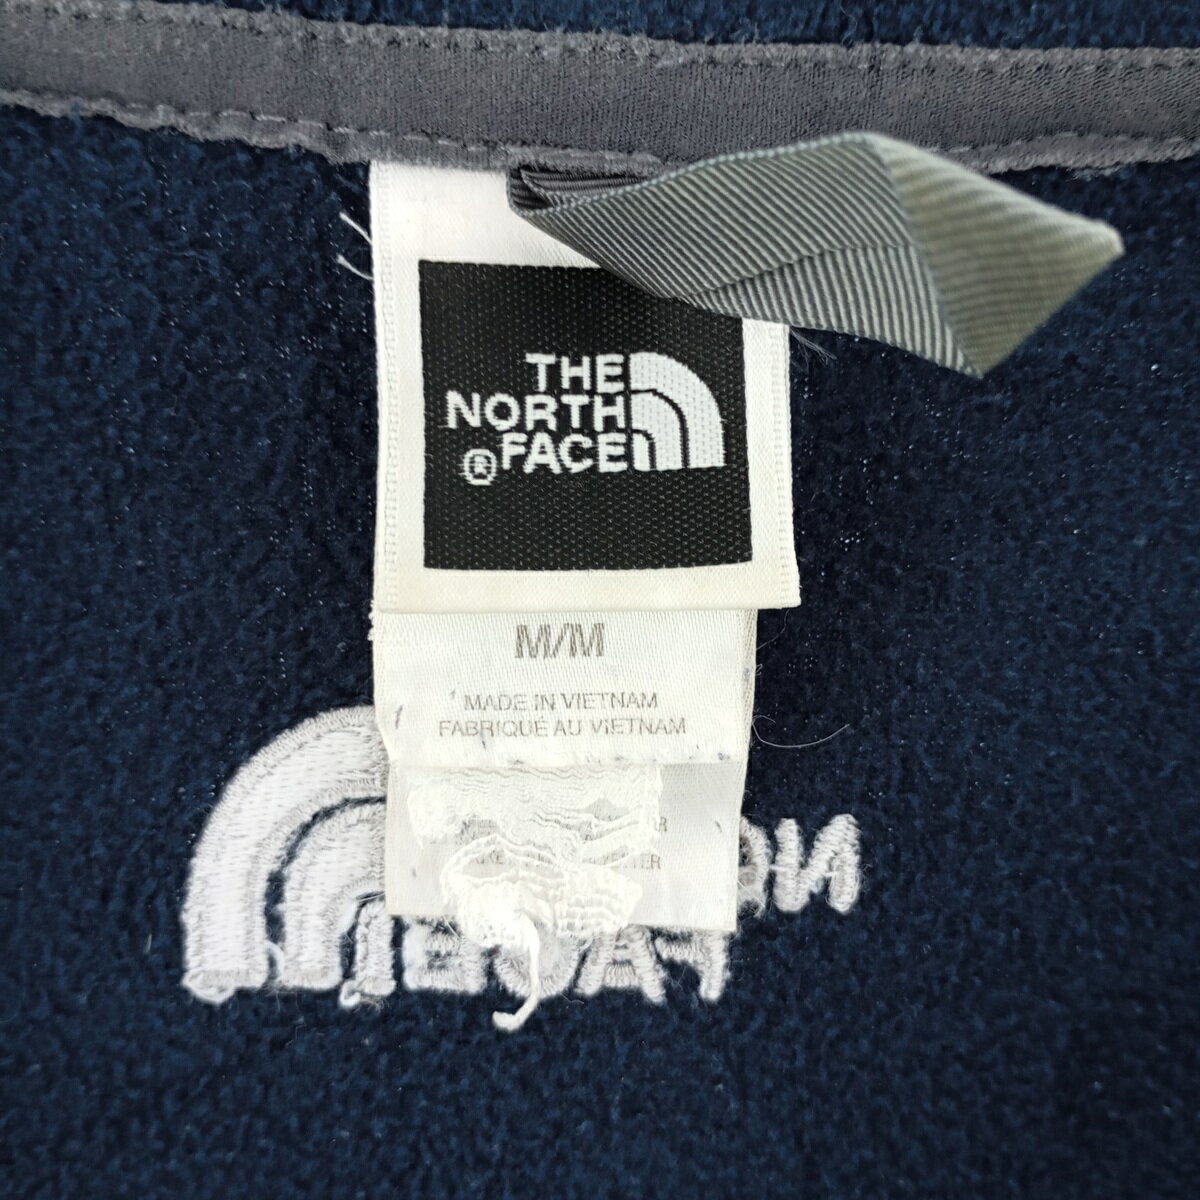 THE
NORTH
® FACE
M/M
MADE IN VIETNAM
FABRIQUÉ AU VIETNAM